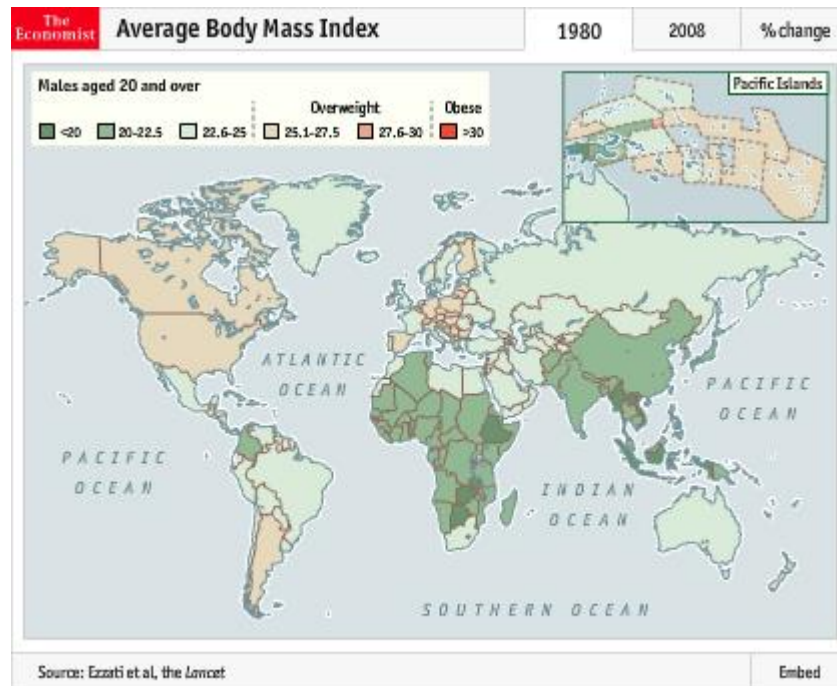 The
Economist
Average Body Mass Index
1980
2008
% change
Males aged 20 and over
Overweight
Obese
<20
20-22.5
22.6-25
25.1-27.5
27.6-30
>30
Pacific Islands
ATLANTIC
OCEAN
PACIFIC
OCEAN
PACIFIC
OCEAN
INDIAN
OCEAN
SOUTHERN OCEAN
Source: Ezzati et al, the Lancet
Embed